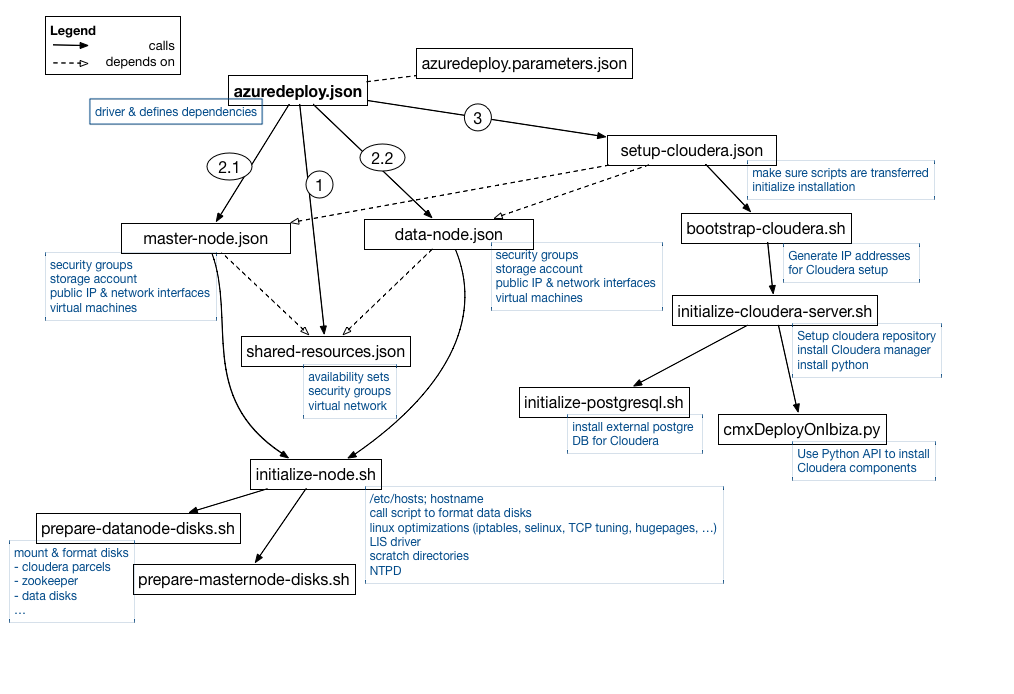 Legend
calls
depends on
azuredeploy.parameters.json
azuredeploy.json
driver & defines dependencies
3
2.1
2.2
1
setup-cloudera.json
make sure scripts are transferred
initialize installation
master-node.json
security groups
storage account
public IP & network interfaces
virtual machines
data-node.json
security groups
storage account
public IP & network interfaces
virtual machines
bootstrap-cloudera.sh
Generate IP addresses
for Cloudera setup
initialize-cloudera-server.sh
Setup cloudera repository
install Cloudera manager
install python
shared-resources.json
availability sets
security groups
virtual network
initialize-postgresql.sh
install external postgre
DB for Cloudera
cmxDeployOnIbiza.py
Use Python API to install
Cloudera components
initialize-node.sh
/etc/hosts; hostname
call script to format data disks
linux optimizations (iptables, selinux, TCP tuning, hugepages, …)
LIS driver
scratch directories
NTPD
prepare-datanode-disks.sh
mount & format disks
- cloudera parcels
- zookeeper
- data disks
…
prepare-masternode-disks.sh